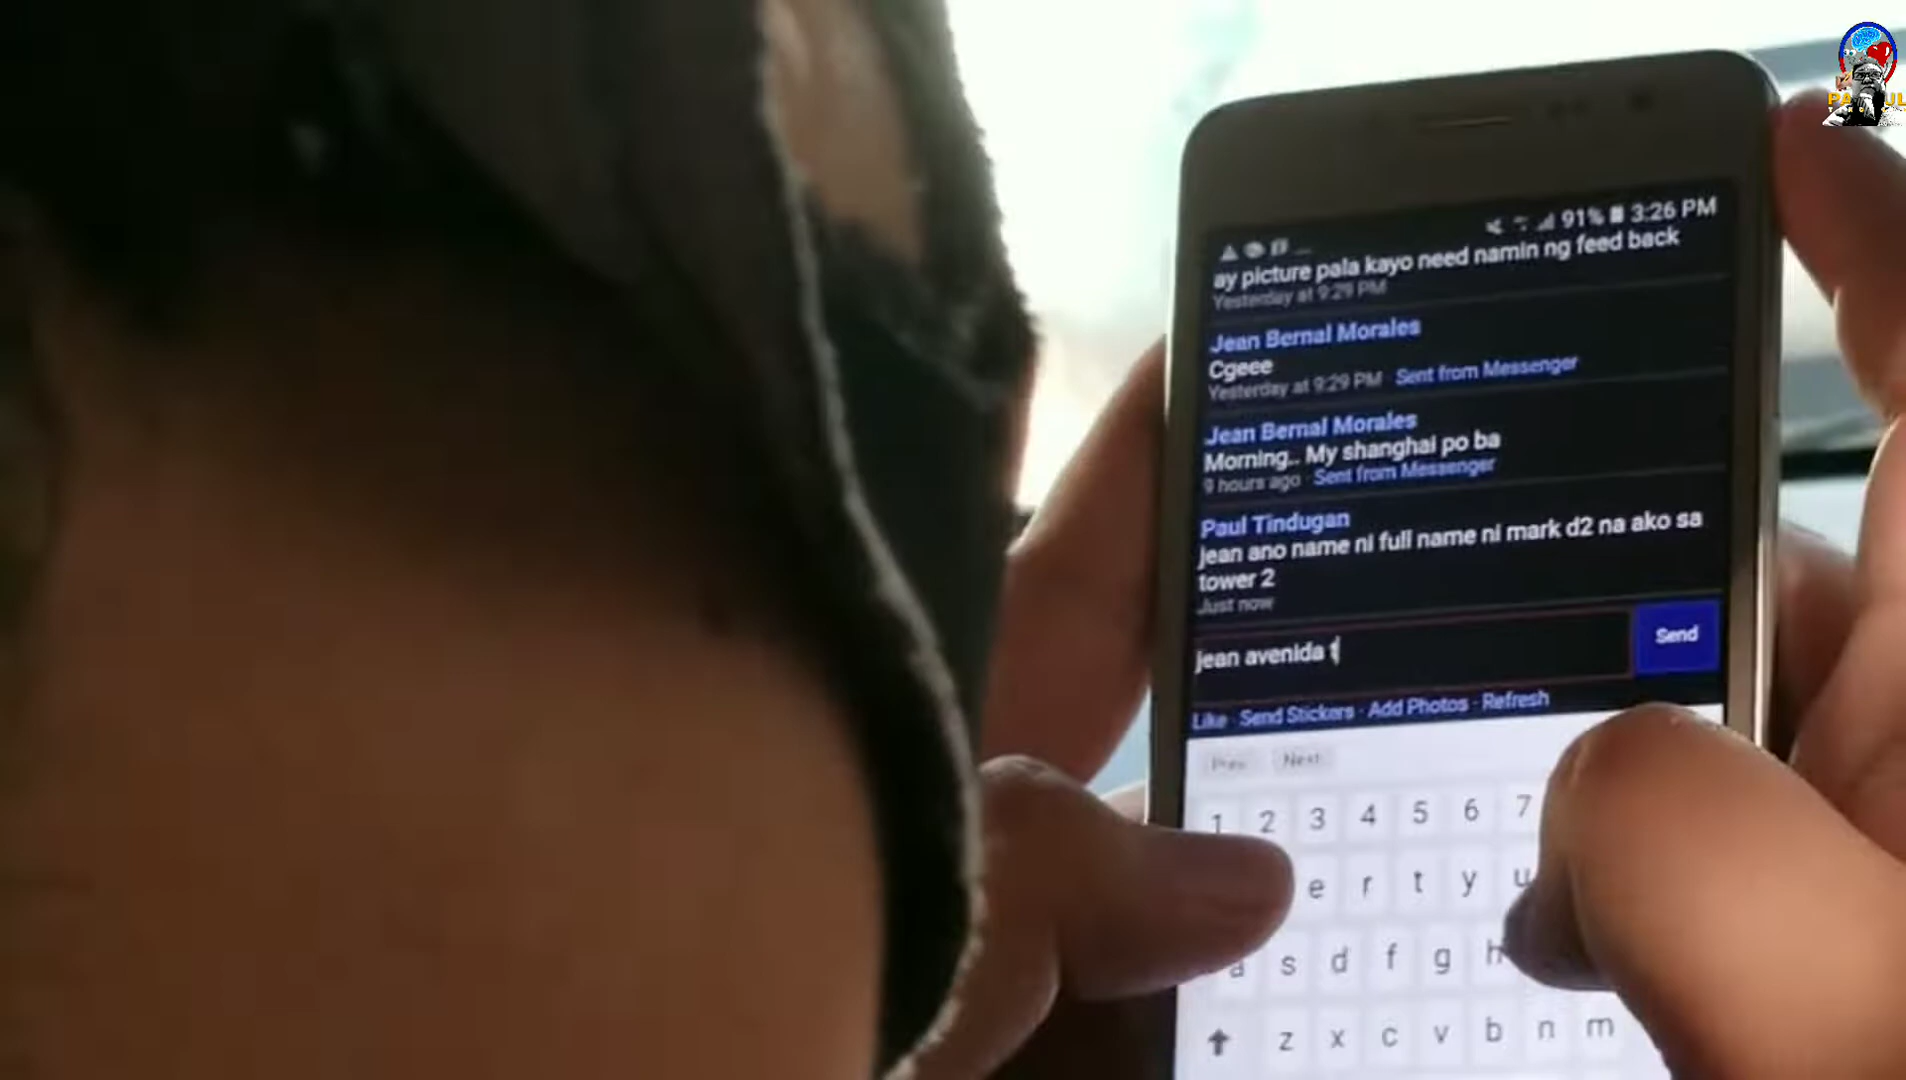 91% 3:26 PM
ay picture pala kayo need namin ng feed back
Yesterday at 9:29 PM
Jean Bernal Morales
Cgeee
Yesterday at 9:29 PM · Sent from Messenger
Jean Bernal Morales
Morning.. My shanghai po ba
9 hours ago · Sent from Messenger
Paul Tindugan
jean ano name ni full name ni mark d2 na ako sa
tower 2
Just now
jean avenida t
Send
Like · Send Stickers · Add Photos · Refresh
Prev Next
1 2 3 4 5 6 7
e r t y u
a s d f g h
z x c v b n m